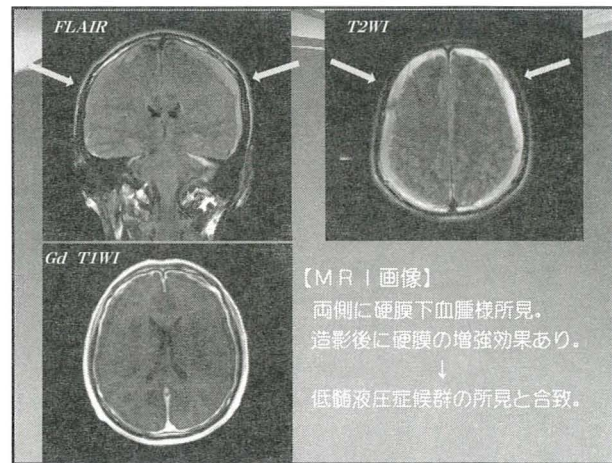 FLAIR
T2WI
Gd T1WI
【ＭＲＩ画像】
両側に硬膜下血腫様所見。
造影後に硬膜の増強効果あり。
↓
低髄液圧症候群の所見と合致。